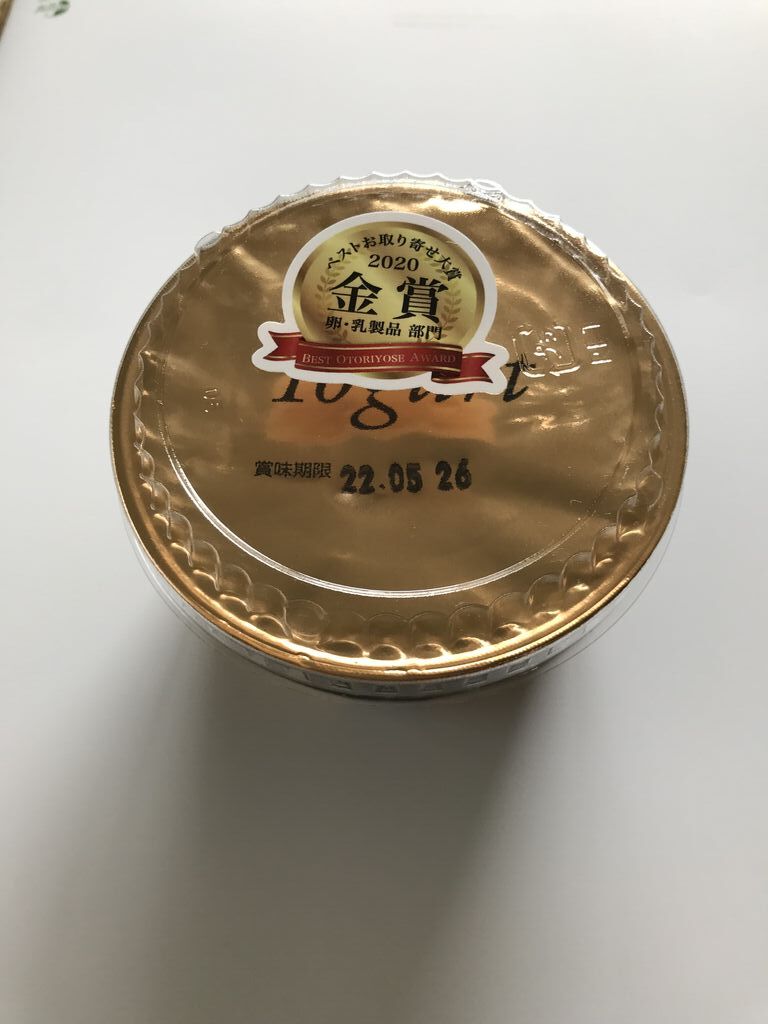 ベストお取り寄せ大賞
2020
金賞
卵・乳製品 部門
BEST OTORIYOSE AWARD
Yogurt
賞味期限 22.05 26